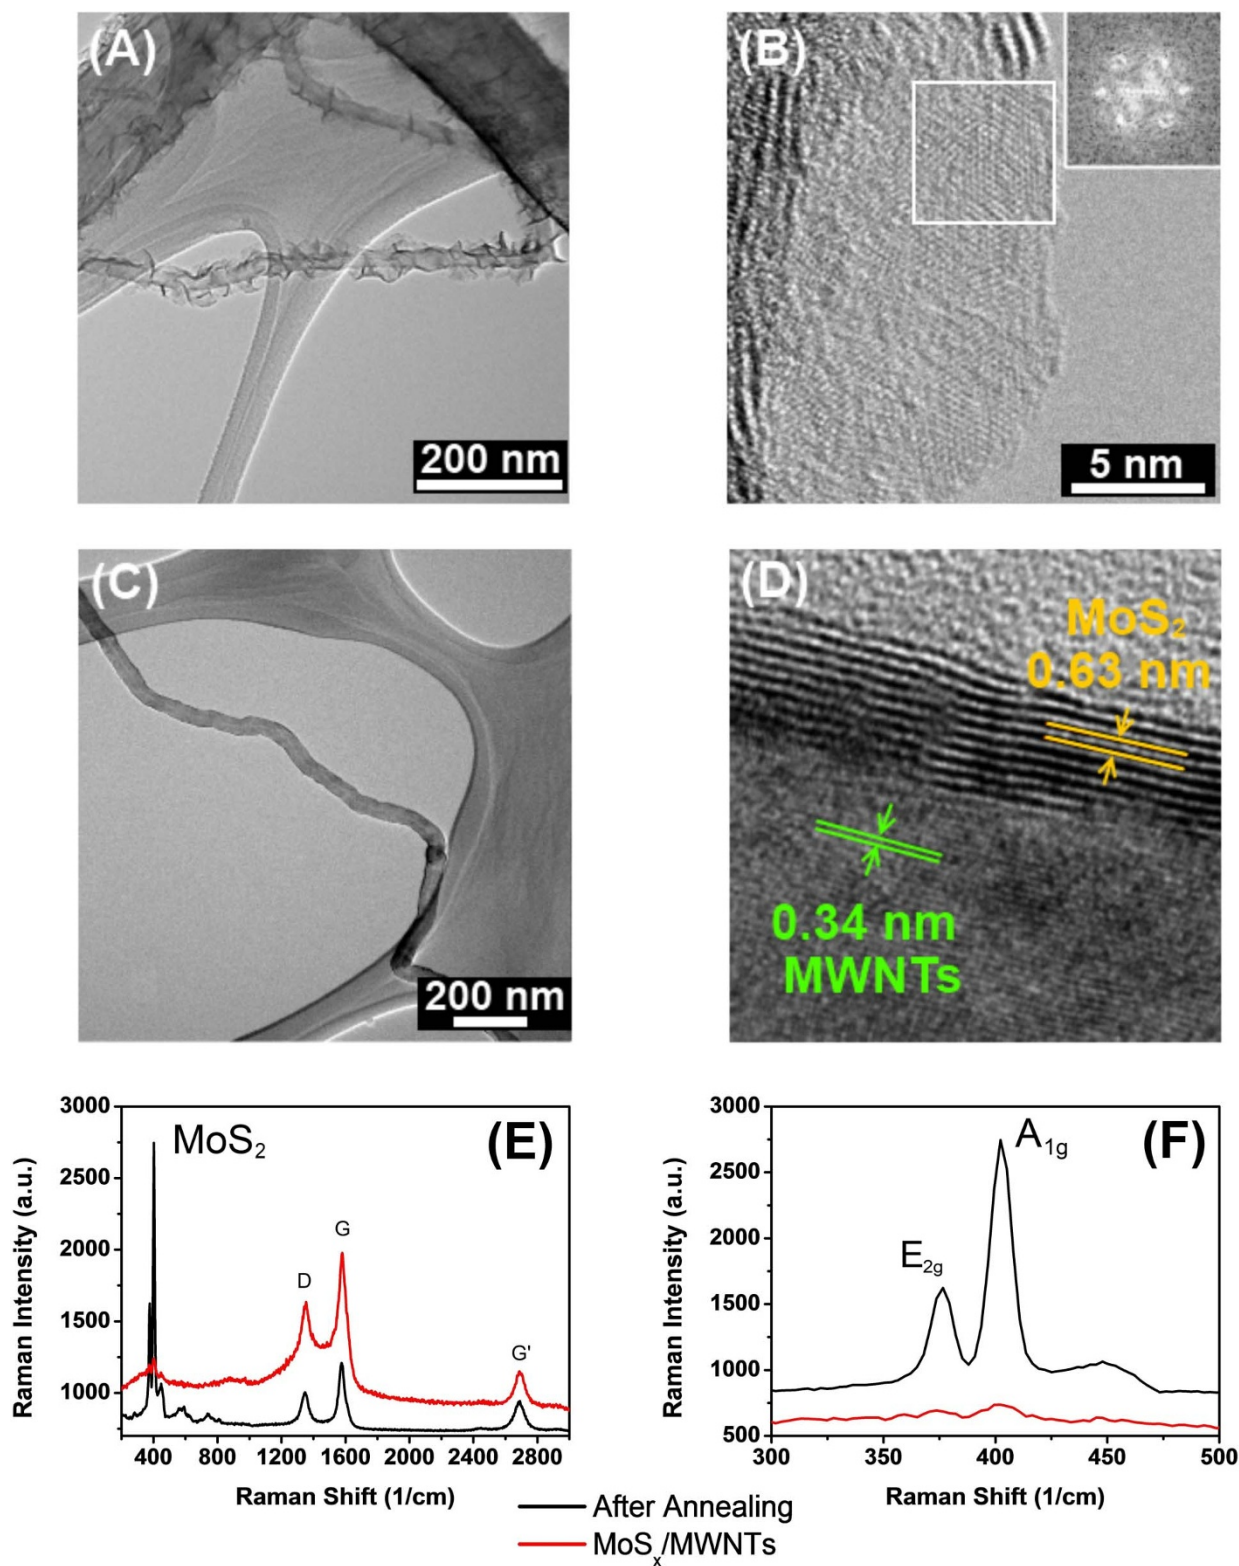 (A)
200 nm
(B)
5 nm
(C)
200 nm
(D)
MoS₂
0.63 nm
0.34 nm
MWNTs
(E)
MoS₂
D
G
G'
3000
2500
2000
1500
1000
Raman Intensity (a.u.)
400 800 1200 1600 2000 2400 2800
Raman Shift (1/cm)
(F)
A₁g
E₂g
3000
2500
2000
1500
1000
500
Raman Intensity (a.u.)
300 350 400 450 500
Raman Shift (1/cm)
After Annealing
MoSₓ/MWNTs